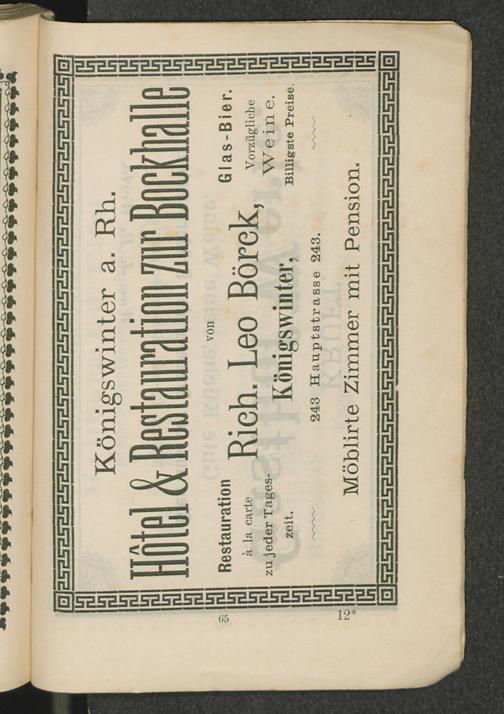 Königswinter a. Rh.
Hôtel & Restauration zur Bockhalle
von
Restauration
à la carte
zu jeder Tages-
zeit.
Rich. Leo Börck,
Königswinter,
243 Hauptstrasse 243.
Glas-Bier.
Vorzügliche
Weine.
Billigste Preise.
Möblirte Zimmer mit Pension.
65
12*